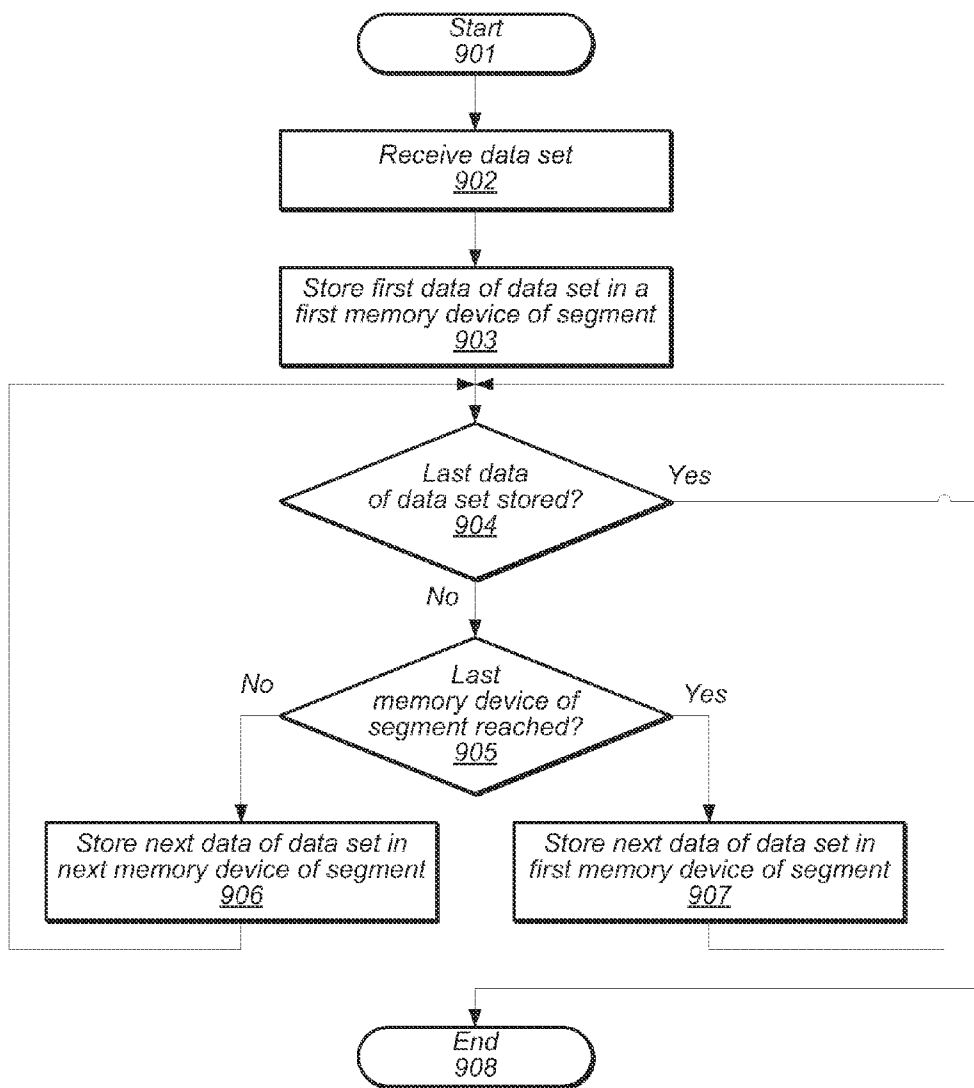 Start
901
Receive data set
902
Store first data of data set in a
first memory device of segment
903
Last data
of data set stored?
904
Yes
No
Last
memory device of
segment reached?
905
No
Yes
Store next data of data set in
next memory device of segment
906
Store next data of data set in
first memory device of segment
907
End
908